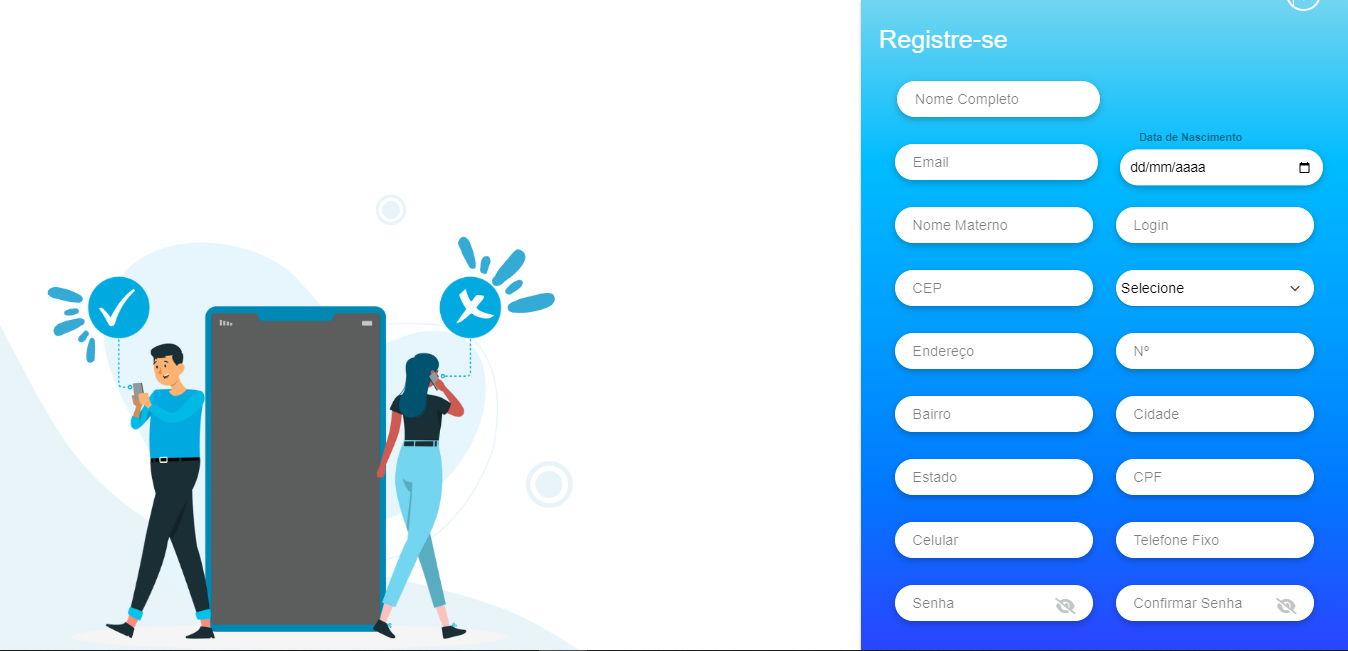 Registre-se
Nome Completo
Data de Nascimento
Email
dd/mm/aaaa
Nome Materno
Login
CEP
Selecione
Endereço
Nº
Bairro
Cidade
Estado
CPF
Celular
Telefone Fixo
Senha
Confirmar Senha